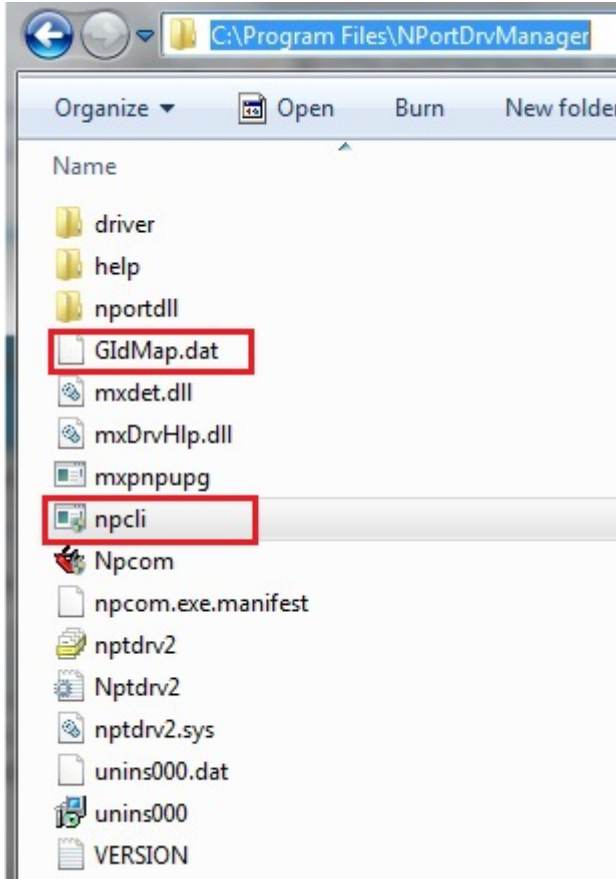 C:\Program Files\NPortDrvManager
Organize Open Burn New folder
Name
driver
help
nportdll
GIdMap.dat
mxdet.dll
mxDrvHlp.dll
mxpnpupg
npcli
Npcom
npcom.exe.manifest
nptdrv2
Nptdrv2
nptdrv2.sys
unins000.dat
unins000
VERSION